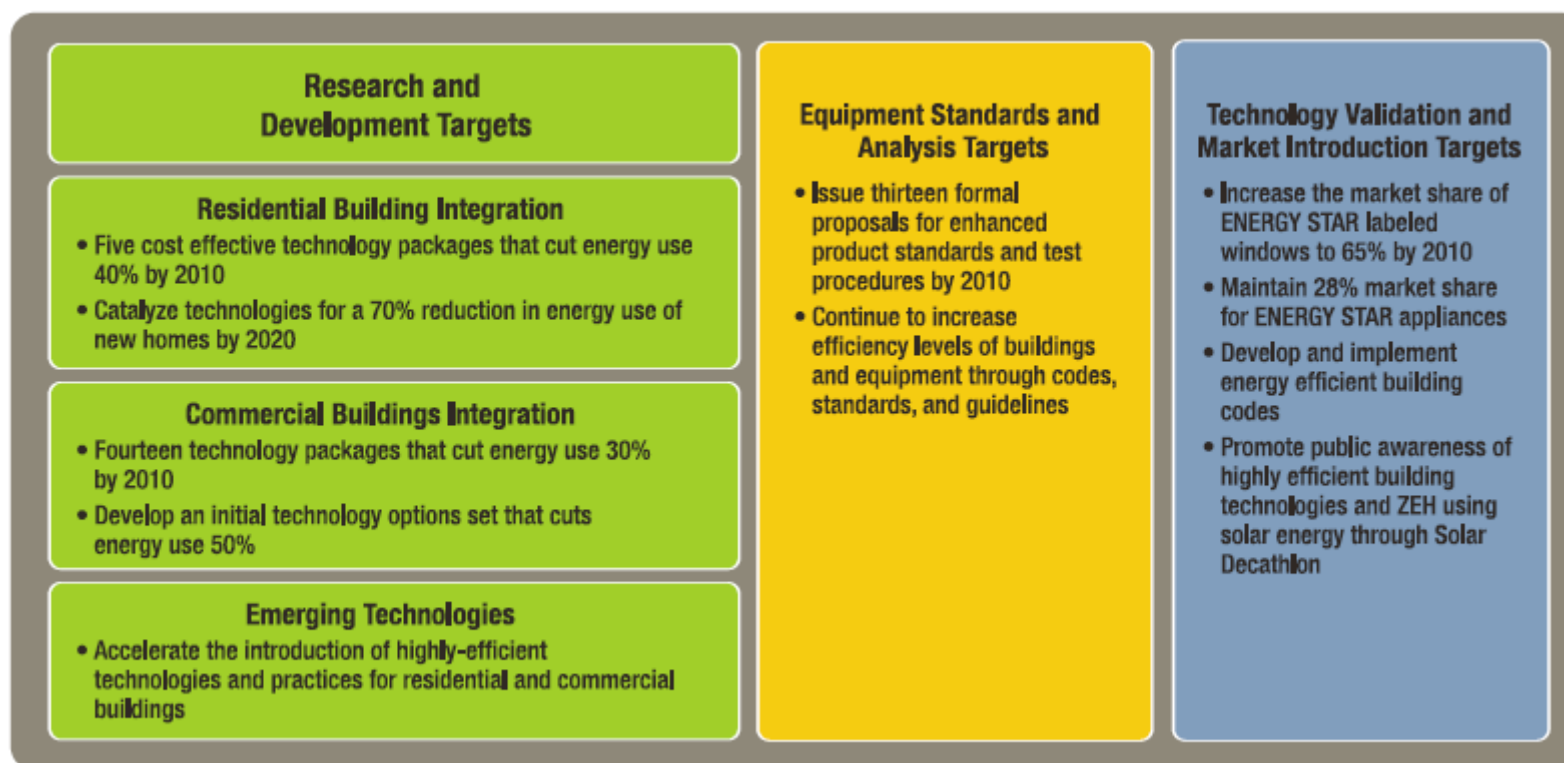 Research and
Development Targets
Residential Building Integration
• Five cost effective technology packages that cut energy use
40% by 2010
• Catalyze technologies for a 70% reduction in energy use of
new homes by 2020
Commercial Buildings Integration
• Fourteen technology packages that cut energy use 30%
by 2010
• Develop an initial technology options set that cuts
energy use 50%
Emerging Technologies
• Accelerate the introduction of highly-efficient
technologies and practices for residential and commercial
buildings
Equipment Standards and
Analysis Targets
• Issue thirteen formal
proposals for enhanced
product standards and test
procedures by 2010
• Continue to increase
efficiency levels of buildings
and equipment through codes,
standards, and guidelines
Technology Validation and
Market Introduction Targets
• Increase the market share of
ENERGY STAR labeled
windows to 65% by 2010
• Maintain 28% market share
for ENERGY STAR appliances
• Develop and implement
energy efficient building
codes
• Promote public awareness of
highly efficient building
technologies and ZEH using
solar energy through Solar
Decathlon